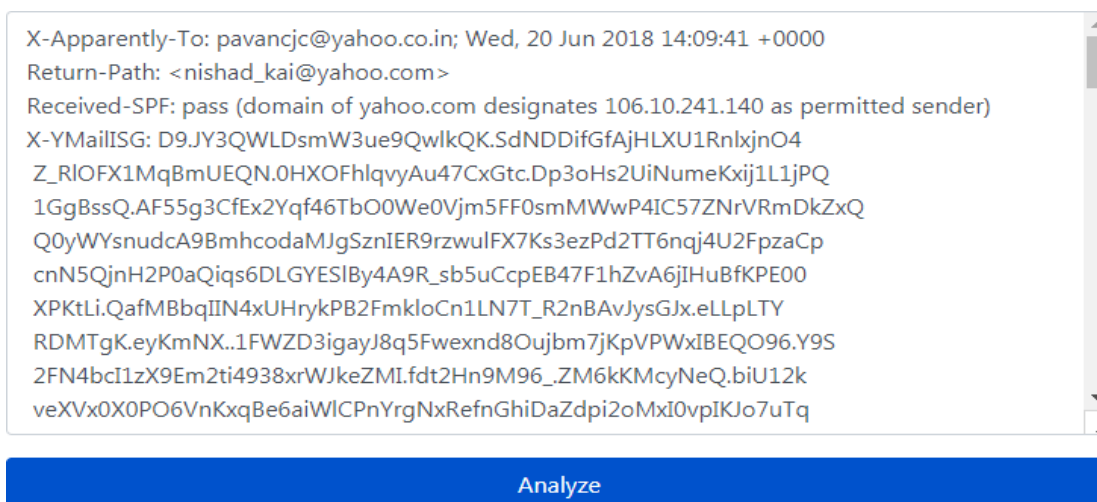 X-Apparently-To: pavancjc@yahoo.co.in; Wed, 20 Jun 2018 14:09:41 +0000
Return-Path: <nishad_kai@yahoo.com>
Received-SPF: pass (domain of yahoo.com designates 106.10.241.140 as permitted sender)
X-YMailISG: D9.JY3QWLDsmW3ue9QwlkQK.SdNDDifGfAjHLXU1RnlxjnO4
Z_RlOFX1MqBmUEQN.0HXOFhlqvyAu47CxGtc.Dp3oHs2UiNumeKxij1L1jPQ
1GgBssQ.AF55g3CfEx2Yqf46TbO0We0Vjm5FF0smMWwP4IC57ZNrVRmDkZxQ
Q0yWYsnudcA9BmhcodaMJgSznIER9rzwulFX7Ks3ezPd2TT6nqj4U2FpzaCp
cnN5QjnH2P0aQiqs6DLGYESlBy4A9R_sb5uCcpEB47F1hZvA6jIHuBfKPE00
XPKtLi.QafMBbqIIN4xUHrykPB2FmkloCn1LN7T_R2nBAvJysGJx.eLLpLTY
RDMTgK.eyKmNX..1FWZD3igayJ8q5Fwexnd8Oujbm7jKpVPWxIBEQO96.Y9S
2FN4bcI1zX9Em2ti4938xrWJkeZMI.fdt2Hn9M96_.ZM6kKMcyNeQ.biU12k
veXVx0X0PO6VnKxqBe6aiWlCPnYrgNxRefnGhiDaZdpi2oMxI0vpIKJo7uTq
Analyze